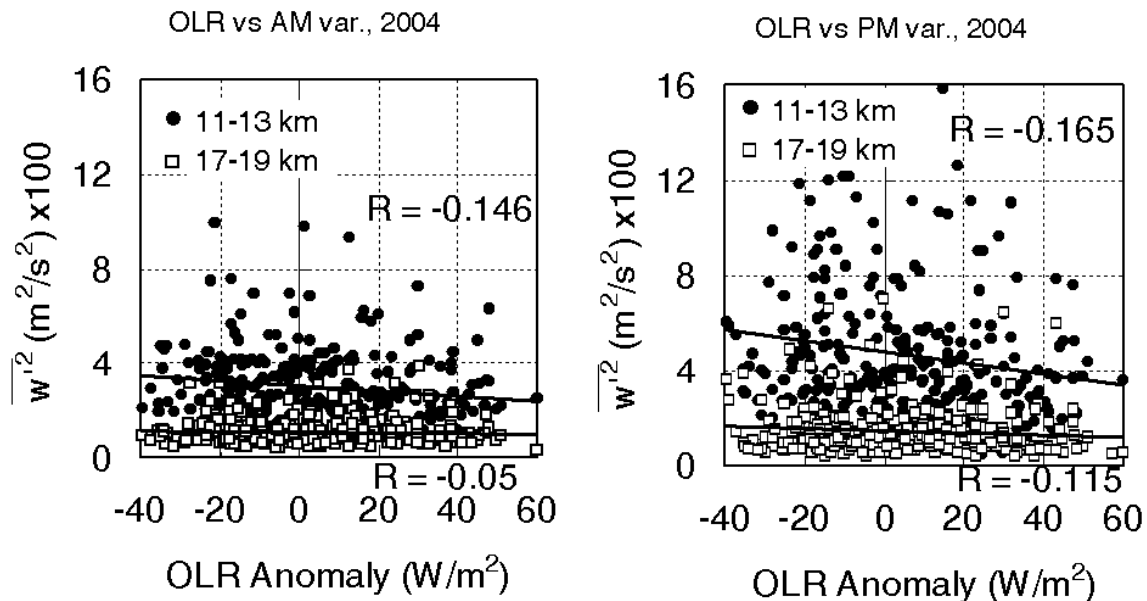 OLR vs AM var., 2004
16
12
8
4
0
● 11-13 km
□ 17-19 km
R = -0.146
R = -0.05
w'² (m²/s²) x100
-40 -20 0 20 40 60
OLR Anomaly (W/m²)
OLR vs PM var., 2004
16
12
8
4
0
● 11-13 km
□ 17-19 km
R = -0.165
R = -0.115
w'² (m²/s²) x100
-40 -20 0 20 40 60
OLR Anomaly (W/m²)